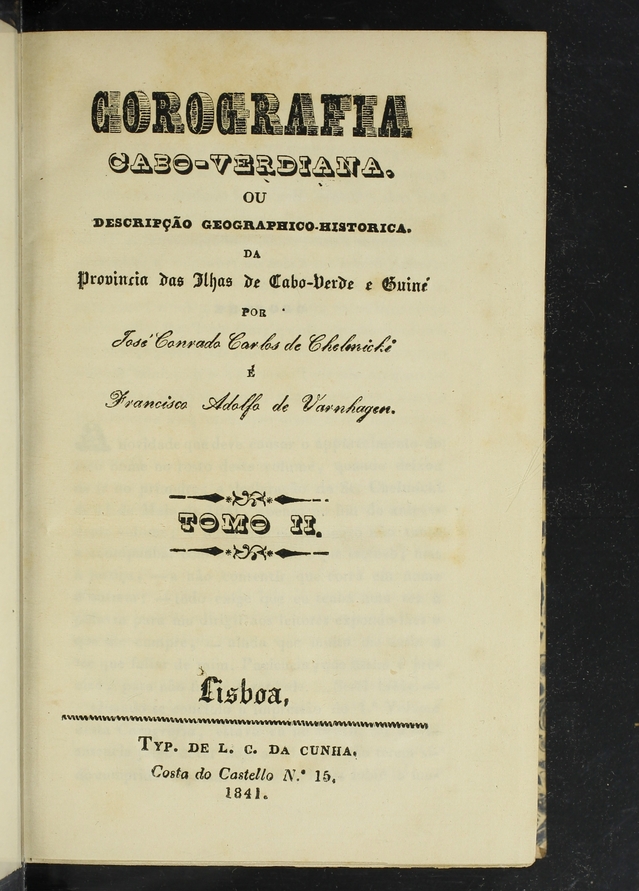 COROGRAFIA
CABO-VERDIANA.
OU
DESCRIPÇÃO GEOGRAPHICO-HISTORICA.
DA
Provincia das Ilhas de Cabo-Verde e Guiné
POR
José Conrado Carlos de Chelmicki
É
Francisco Adolfo de Varnhagen.
TOMO II.
Lisboa,
TYP. DE L. C. DA CUNHA.
Costa do Castello N.º 15.
1841.